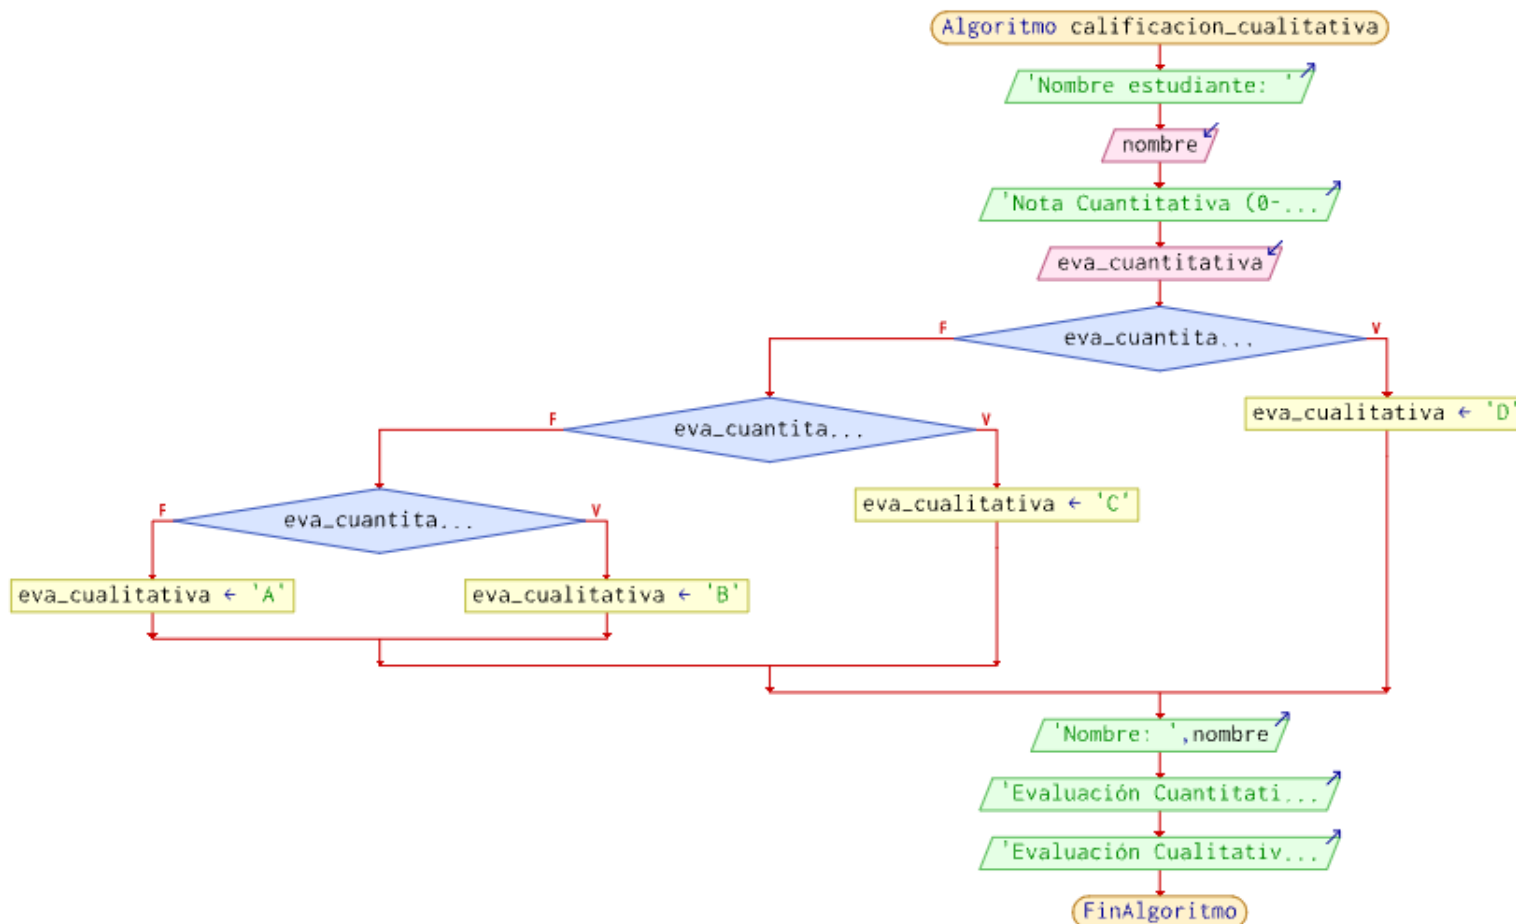 Algoritmo calificacion_cualitativa
'Nombre estudiante: '
nombre
'Nota Cuantitativa (0-...
eva_cuantitativa
eva_cuantita...
F
V
eva_cualitativa ← 'D'
eva_cuantita...
F
V
eva_cualitativa ← 'C'
eva_cuantita...
F
V
eva_cualitativa ← 'A'
eva_cualitativa ← 'B'
'Nombre: ',nombre
'Evaluación Cuantitati...
'Evaluación Cualitativ...
FinAlgoritmo